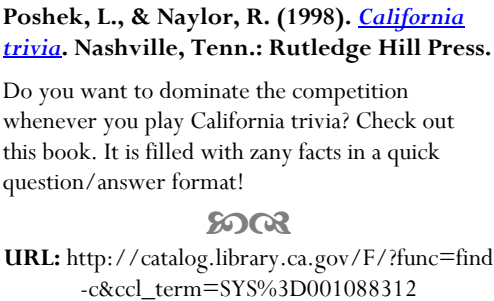 Poshek, L., & Naylor, R. (1998). California
trivia. Nashville, Tenn.: Rutledge Hill Press.
Do you want to dominate the competition
whenever you play California trivia? Check out
this book. It is filled with zany facts in a quick
question/answer format!
URL: http://catalog.library.ca.gov/F/?func=find
-c&ccl_term=SYS%3D001088312